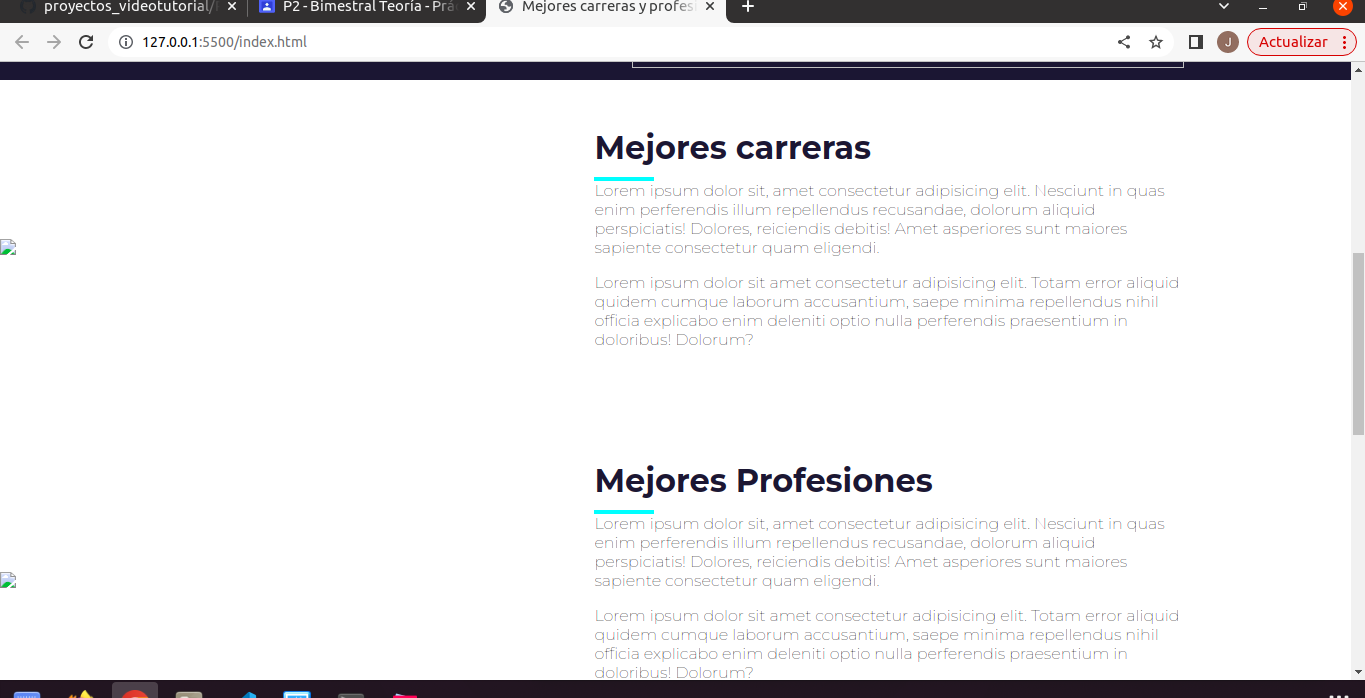 proyectos_videotutorial/
P2 - Bimestral Teoría - Prá
Mejores carreras y profes
127.0.0.1:5500/index.html
J
Actualizar
Mejores carreras
Lorem ipsum dolor sit, amet consectetur adipisicing elit. Nesciunt in quas
enim perferendis illum repellendus recusandae, dolorum aliquid
perspiciatis! Dolores, reiciendis debitis! Amet asperiores sunt maiores
sapiente consectetur quam eligendi.
Lorem ipsum dolor sit amet consectetur adipisicing elit. Totam error aliquid
quidem cumque laborum accusantium, saepe minima repellendus nihil
officia explicabo enim deleniti optio nulla perferendis praesentium in
doloribus! Dolorum?
Mejores Profesiones
Lorem ipsum dolor sit, amet consectetur adipisicing elit. Nesciunt in quas
enim perferendis illum repellendus recusandae, dolorum aliquid
perspiciatis! Dolores, reiciendis debitis! Amet asperiores sunt maiores
sapiente consectetur quam eligendi.
Lorem ipsum dolor sit amet consectetur adipisicing elit. Totam error aliquid
quidem cumque laborum accusantium, saepe minima repellendus nihil
officia explicabo enim deleniti optio nulla perferendis praesentium in
doloribus! Dolorum?